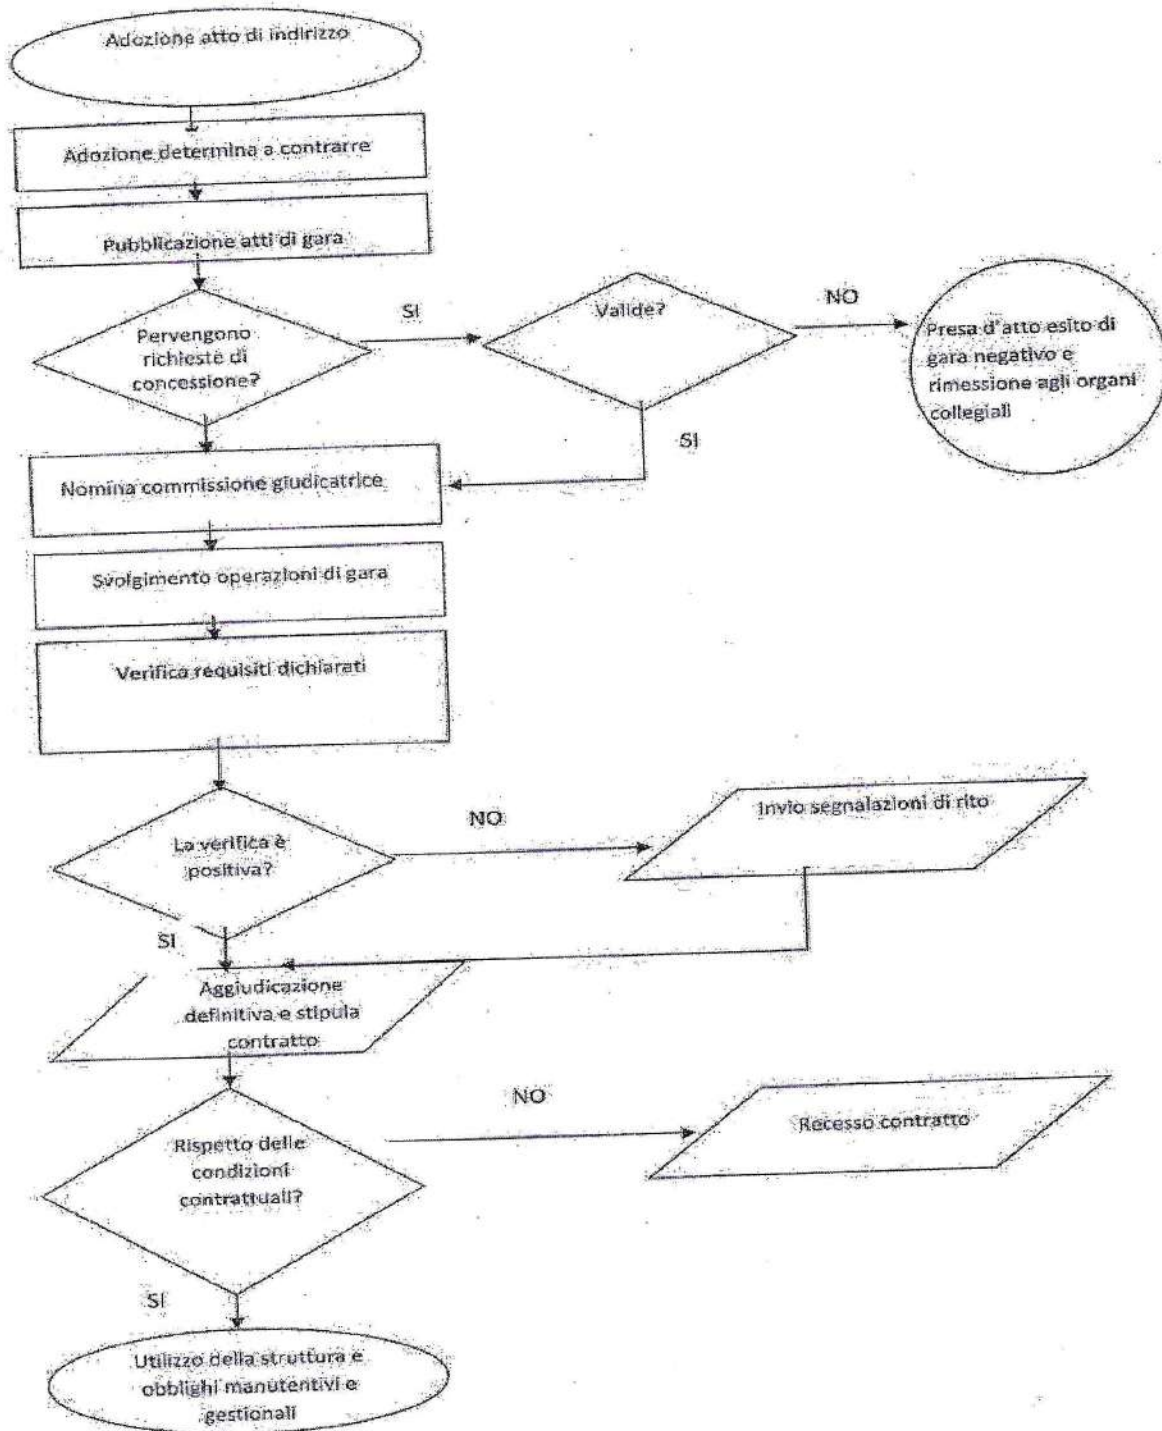 Adozione atto di indirizzo
Adozione determina a contrarre
Pubblicazione atti di gara
Pervengono
richieste di
concessione?
SI
Valide?
NO
Presa d'atto esito di
gara negativo e
rimessione agli organi
collegiali
SI
Nomina commissione giudicatrice
Svolgimento operazioni di gara
Verifica requisiti dichiarati
La verifica è
positiva?
NO
Invio segnalazioni di rito
SI
Aggiudicazione
definitiva e stipula
contratto
Rispetto delle
condizioni
contrattuali?
NO
Recesso contratto
SI
Utilizzo della struttura e
obblighi manutentivi e
gestionali